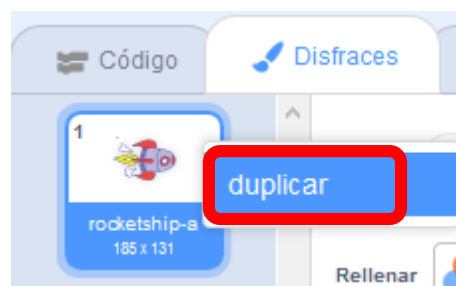 Código
Disfraces
1
duplicar
rocketship-a
185 x 131
Rellenar